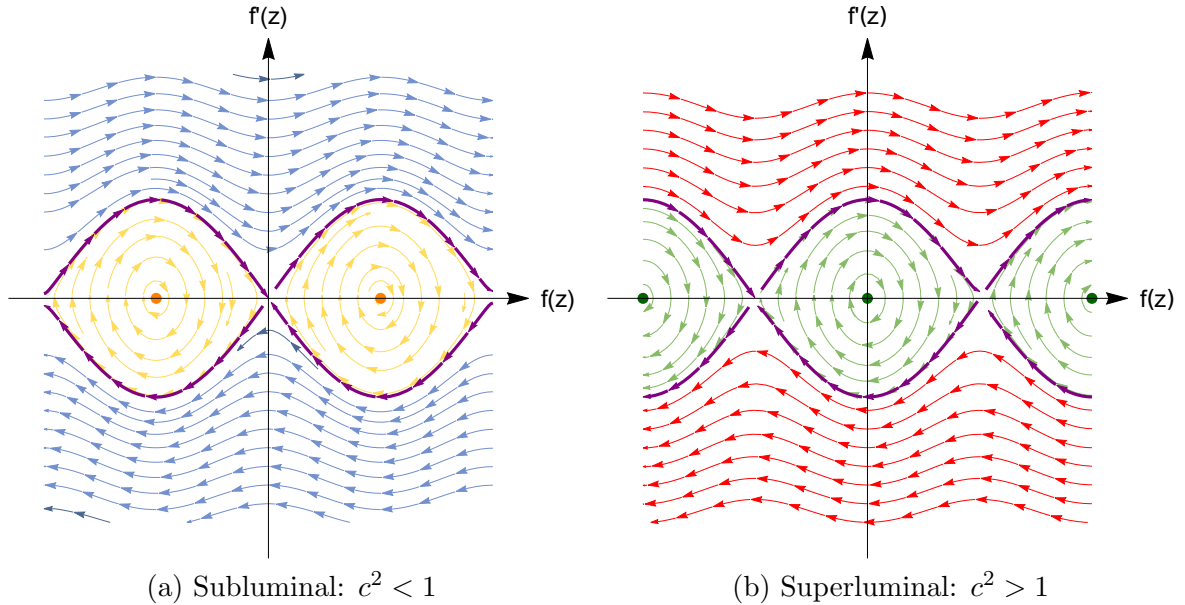 f'(z)
f(z)
(a) Subluminal: c² < 1
f'(z)
f(z)
(b) Superluminal: c² > 1